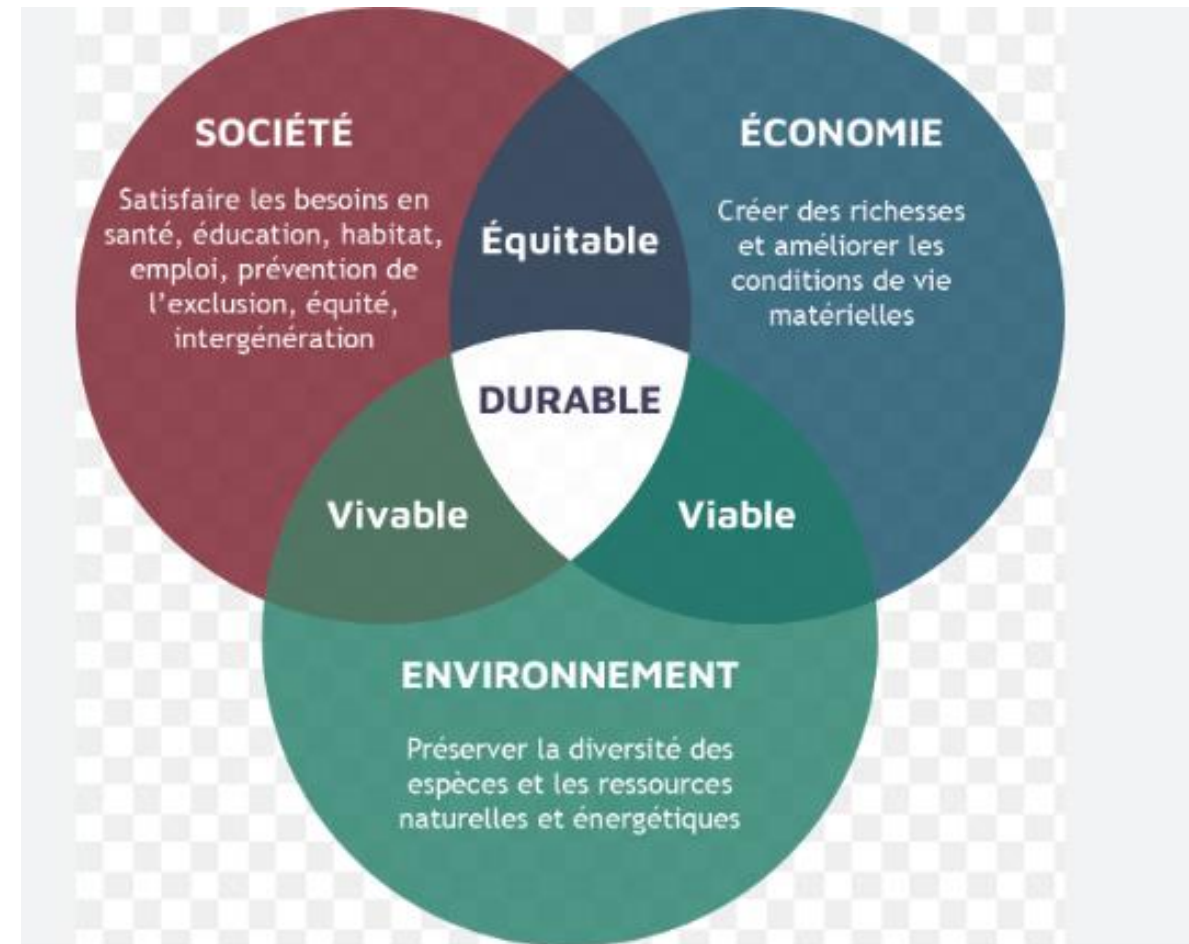 SOCIÉTÉ
Satisfaire les besoins en
santé, éducation, habitat,
emploi, prévention de
l'exclusion, équité,
intergénération
Équitable
ÉCONOMIE
Créer des richesses
et améliorer les
conditions de vie
matérielles
DURABLE
Vivable
Viable
ENVIRONNEMENT
Préserver la diversité des
espèces et les ressources
naturelles et énergétiques